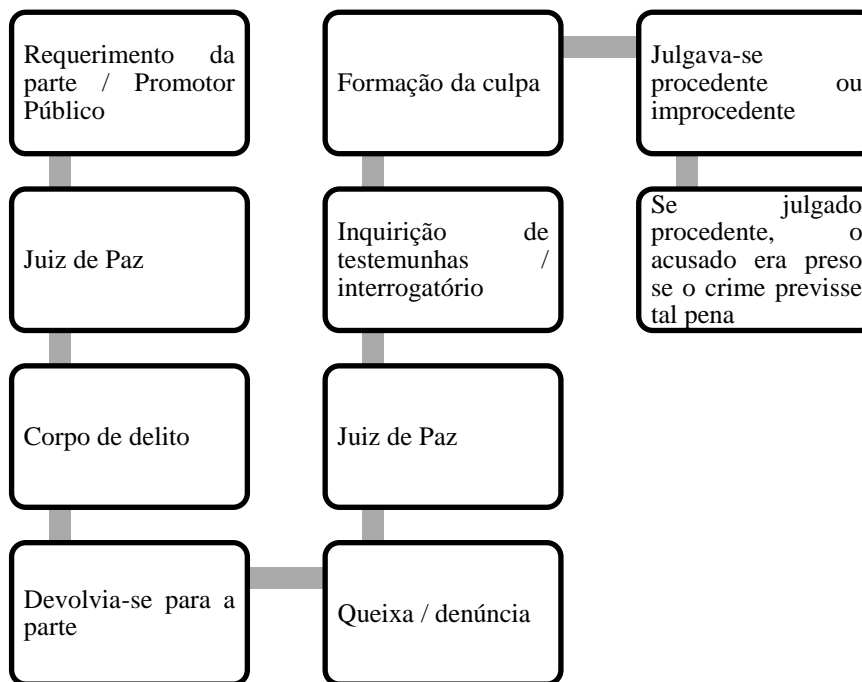 Requerimento da
parte / Promotor
Público
Juiz de Paz
Corpo de delito
Devolvia-se para a
parte
Queixa / denúncia
Juiz de Paz
Inquirição de
testemunhas /
interrogatório
Formação da culpa
Julgava-se
procedente ou
improcedente
Se julgado
procedente, o
acusado era preso
se o crime previsse
tal pena